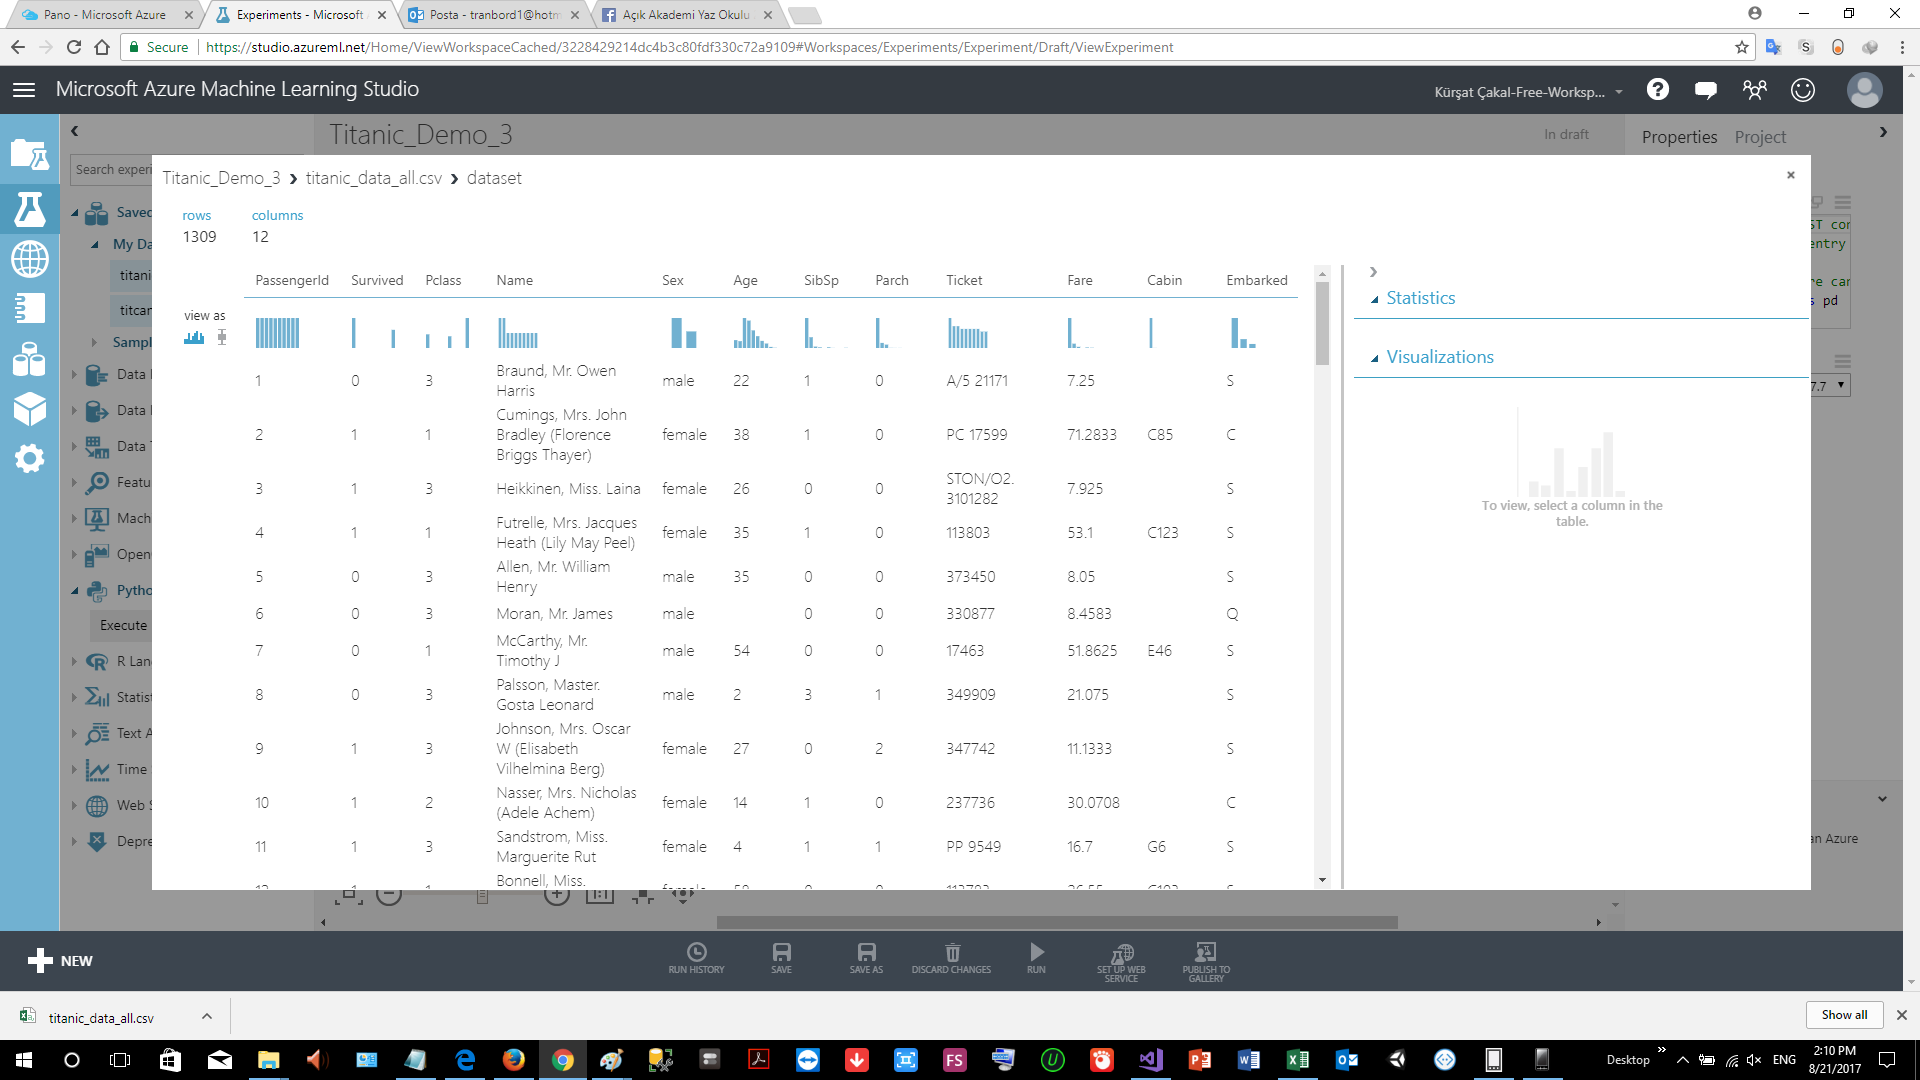 Pano - Microsoft Azure
Experiments - Microsoft
Posta - tranbord1@hotm
Açık Akademi Yaz Okulu
Secure
https://studio.azureml.net/Home/ViewWorkspaceCached/3228429214dc4b3c80fdf330c72a9109#Workspaces/Experiments/Experiment/Draft/ViewExperiment
Microsoft Azure Machine Learning Studio
Kürşat Çakal-Free-Worksp...
Titanic_Demo_3
In draft
Properties Project
Search experi
Saved
My Da
titani
titcan
Sampl
Data I
Data I
Data T
Featu
Mach
Open
Pytho
Execute
R Lan
Statist
Text A
Time
Web S
Depre
Titanic_Demo_3 > titanic_data_all.csv > dataset
rows columns
1309 12
PassengerId Survived Pclass Name Sex Age SibSp Parch Ticket Fare Cabin Embarked
view as
1 0 3 Braund, Mr. Owen Harris male 22 1 0 A/5 21171 7.25 S
2 1 1 Cumings, Mrs. John Bradley (Florence Briggs Thayer) female 38 1 0 PC 17599 71.2833 C85 C
3 1 3 Heikkinen, Miss. Laina female 26 0 0 STON/O2. 3101282 7.925 S
4 1 1 Futrelle, Mrs. Jacques Heath (Lily May Peel) female 35 1 0 113803 53.1 C123 S
5 0 3 Allen, Mr. William Henry male 35 0 0 373450 8.05 S
6 0 3 Moran, Mr. James male 0 0 330877 8.4583 Q
7 0 1 McCarthy, Mr. Timothy J male 54 0 0 17463 51.8625 E46 S
8 0 3 Palsson, Master. Gosta Leonard male 2 3 1 349909 21.075 S
9 1 3 Johnson, Mrs. Oscar W (Elisabeth Vilhelmina Berg) female 27 0 2 347742 11.1333 S
10 1 2 Nasser, Mrs. Nicholas (Adele Achem) female 14 1 0 237736 30.0708 C
11 1 3 Sandstrom, Miss. Marguerite Rut female 4 1 1 PP 9549 16.7 G6 S
Bonnell, Miss.
Statistics
Visualizations
To view, select a column in the
table.
ST con
entry
re car
s pd
7.7
an Azure
1:1
NEW
RUN HISTORY
SAVE
SAVE AS
DISCARD CHANGES
RUN
SET UP WEB
SERVICE
PUBLISH TO
GALLERY
titanic_data_all.csv
Show all
FS
Desktop
ENG
2:10 PM
8/21/2017